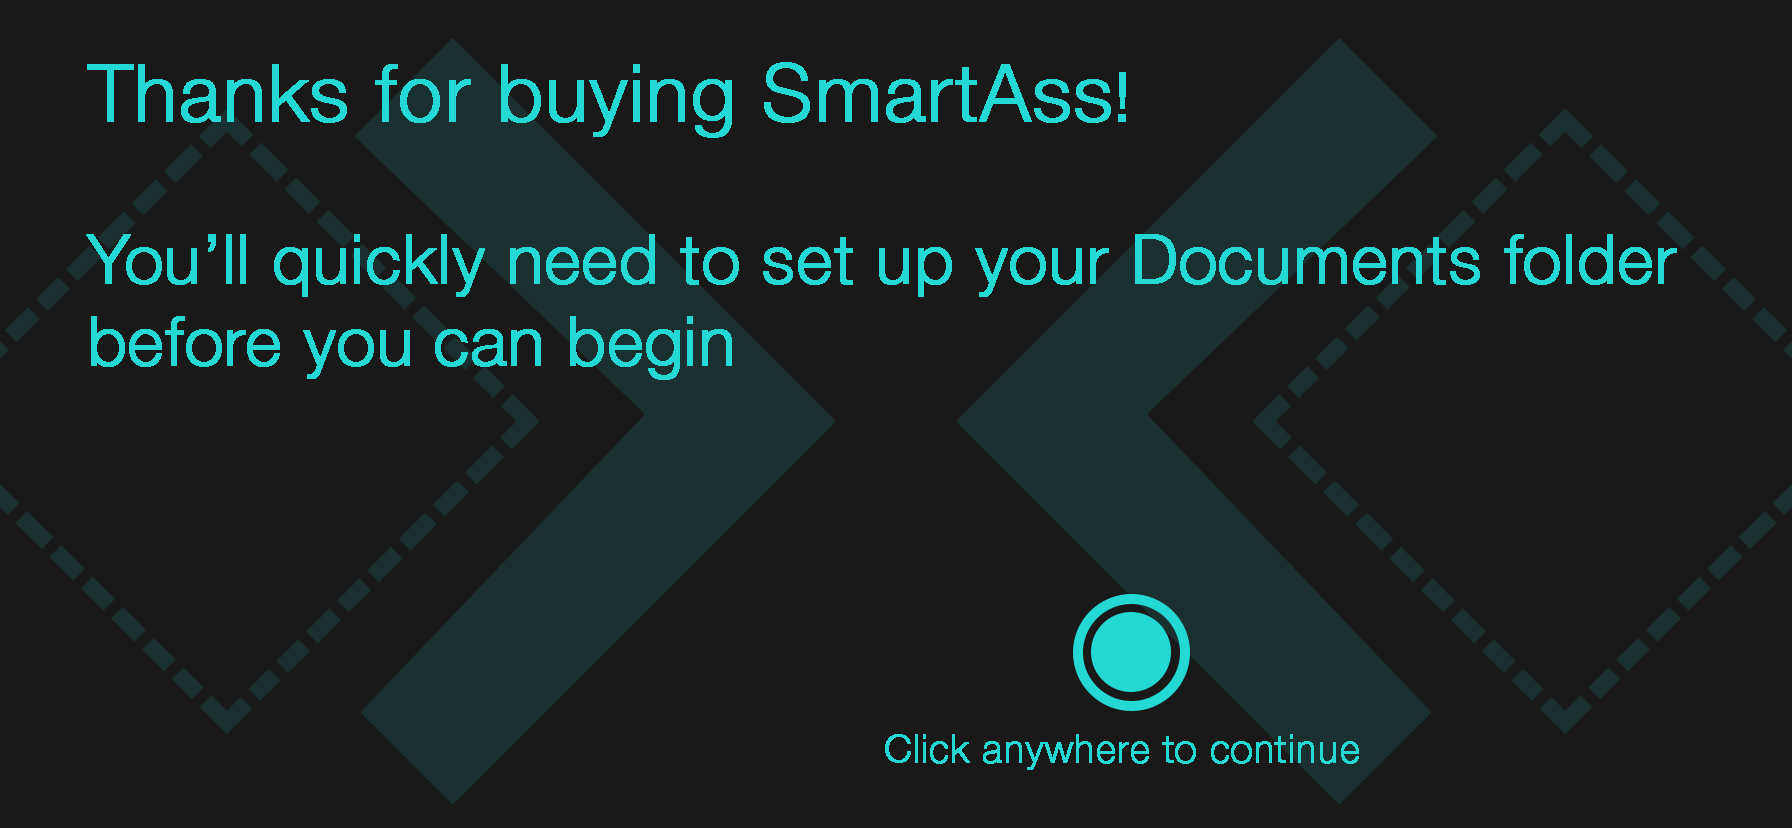 Thanks for buying SmartAss!
You’ll quickly need to set up your Documents folder
before you can begin
Click anywhere to continue